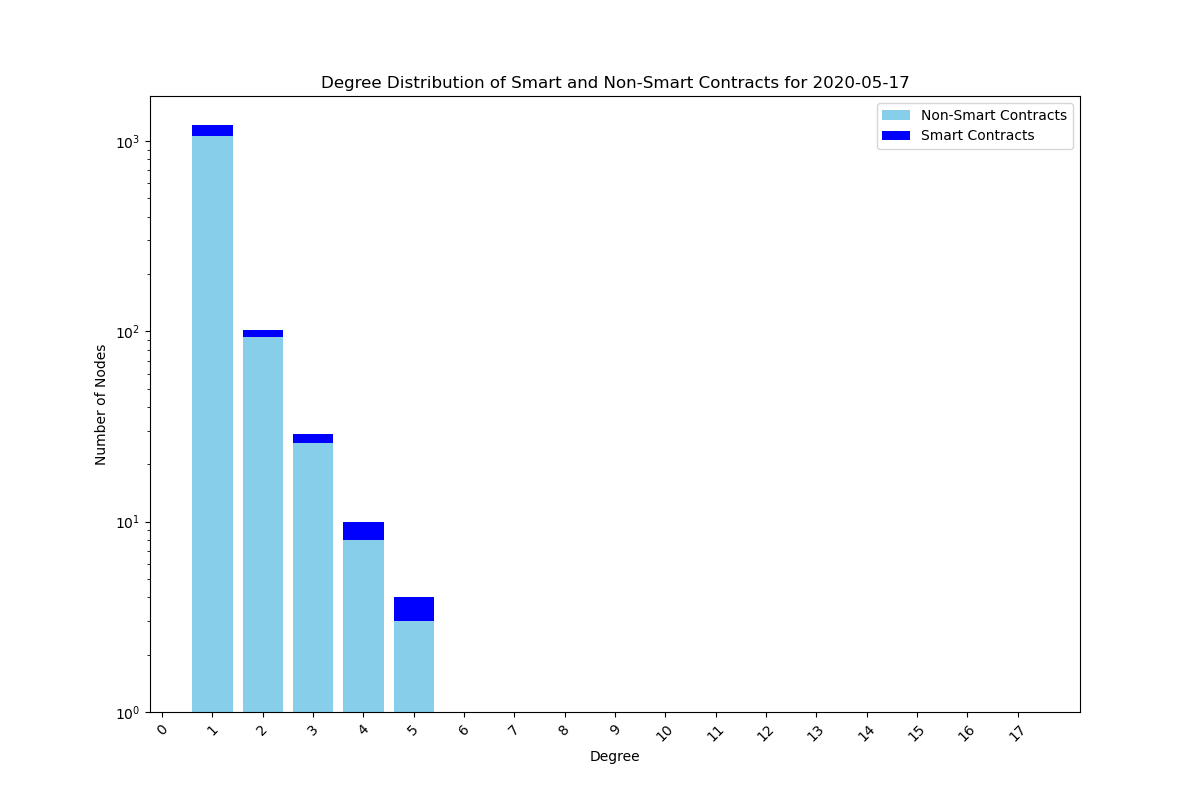 Degree Distribution of Smart and Non-Smart Contracts for 2020-05-17
Non-Smart Contracts
Smart Contracts
Number of Nodes
10³
10²
10¹
10⁰
0 1 2 3 4 5 6 7 8 9 10 11 12 13 14 15 16 17
Degree